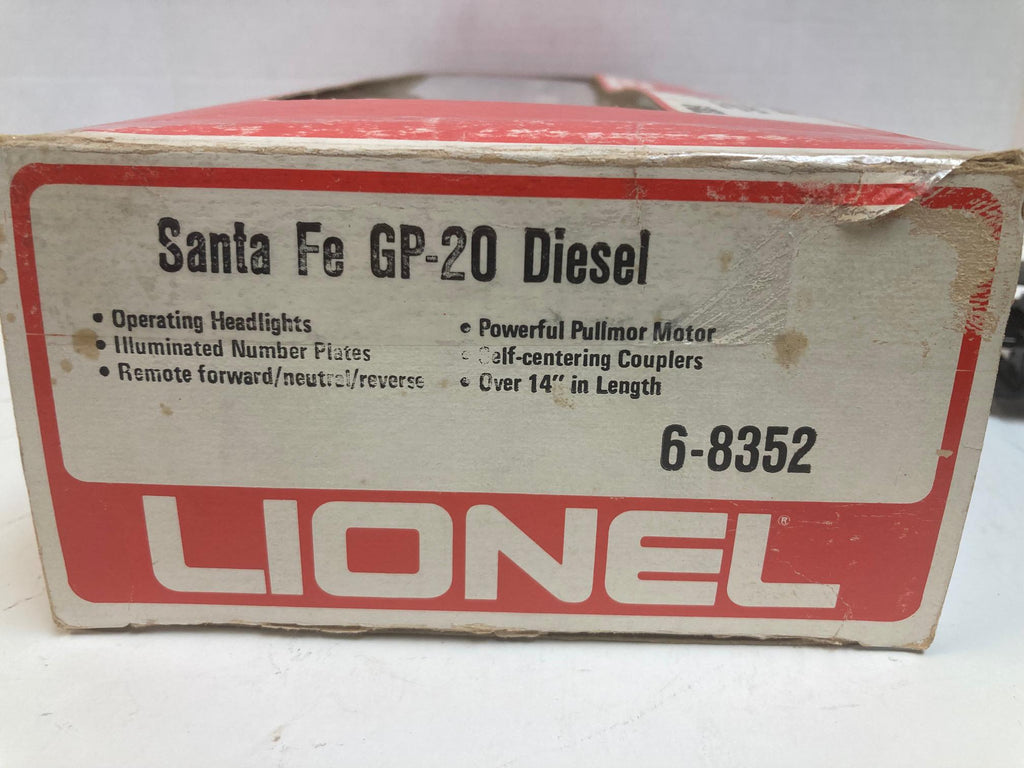 Santa Fe GP-20 Diesel
• Operating Headlights
• Illuminated Number Plates
• Remote forward/neutral/reverse
• Powerful Pullmor Motor
• Self-centering Couplers
• Over 14" in Length
6-8352
LIONEL®